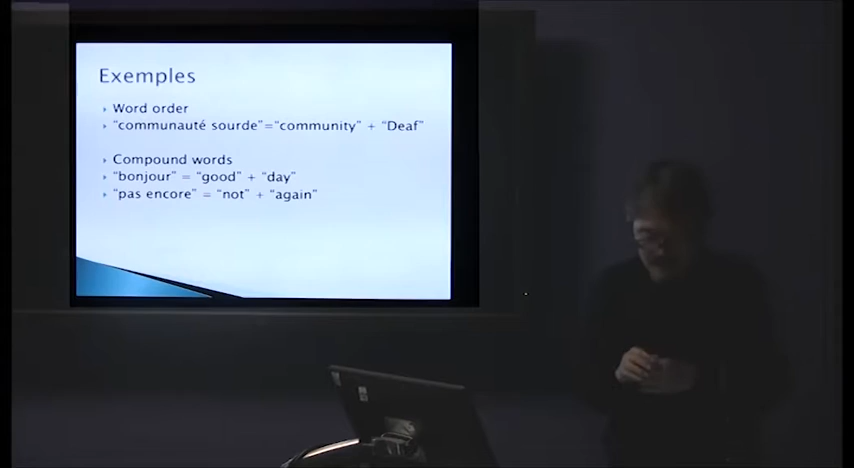 Exemples
Word order
"communauté sourde"="community" + "Deaf"
Compound words
"bonjour" = "good" + "day"
"pas encore" = "not" + "again"